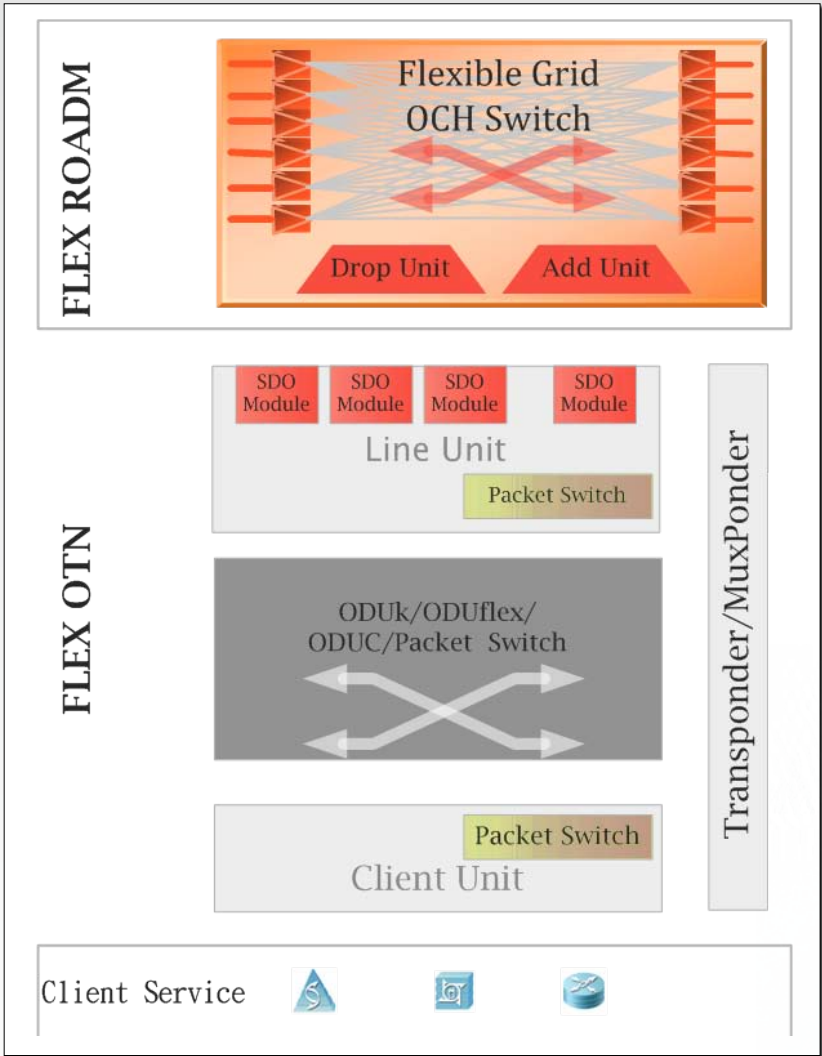 FLEX ROADM
Flexible Grid
OCH Switch
Drop Unit
Add Unit
FLEX OTN
SDO
Module
SDO
Module
SDO
Module
SDO
Module
Line Unit
Packet Switch
ODUk/ODUflex/
ODUC/Packet Switch
Packet Switch
Client Unit
Transponder/MuxPonder
Client Service